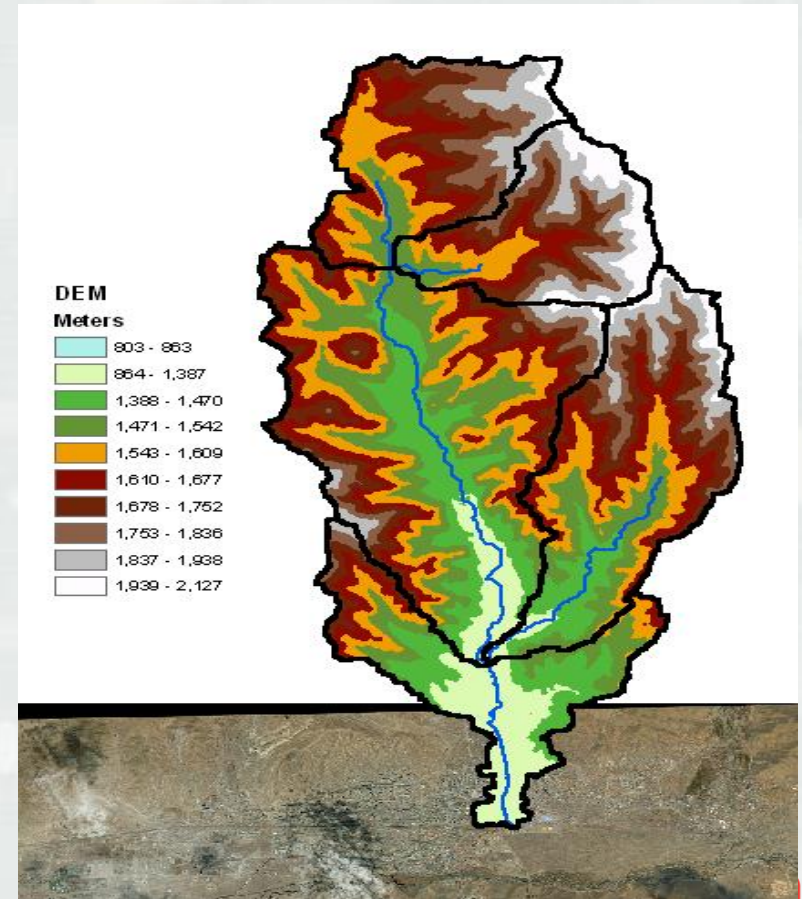 DEM
Meters
803 - 863
864 - 1,387
1,388 - 1,470
1,471 - 1,542
1,543 - 1,609
1,610 - 1,677
1,678 - 1,752
1,753 - 1,836
1,837 - 1,938
1,939 - 2,127